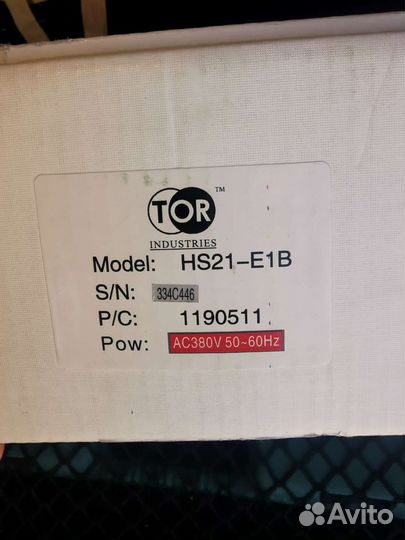 TOR™
INDUSTRIES
Model: HS21-E1B
S/N: 334C446
P/C: 1190511
Pow: AC380V 50~60Hz
Avito